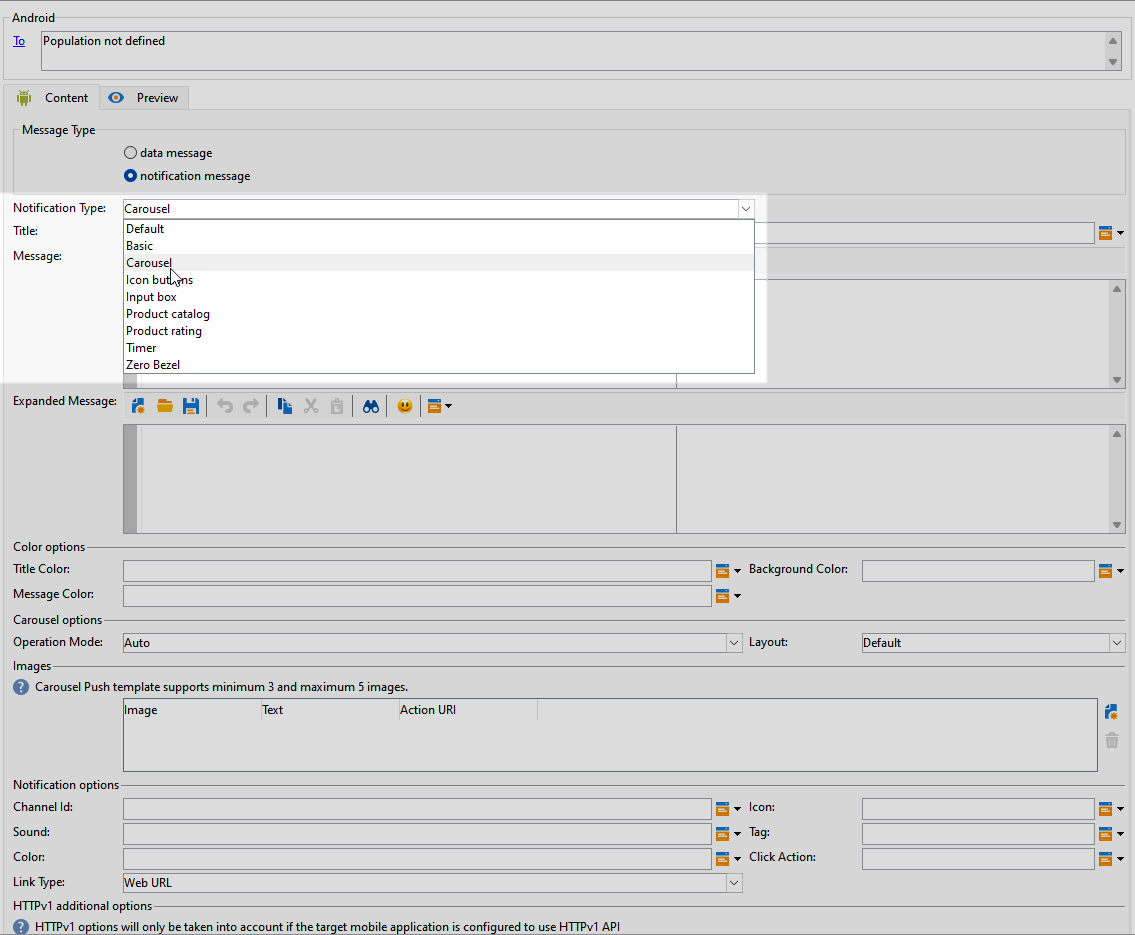 Android
To
Population not defined
Content
Preview
Message Type
data message
notification message
Notification Type:
Carousel
Title:
Message:
Default
Basic
Carousel
Icon buttons
Input box
Product catalog
Product rating
Timer
Zero Bezel
Expanded Message:
Color options
Title Color:
Background Color:
Message Color:
Carousel options
Operation Mode:
Auto
Layout:
Default
Images
Carousel Push template supports minimum 3 and maximum 5 images.
Image
Text
Action URI
Notification options
Channel Id:
Icon:
Sound:
Tag:
Color:
Click Action:
Link Type:
Web URL
HTTPv1 additional options
HTTPv1 options will only be taken into account if the target mobile application is configured to use HTTPv1 API